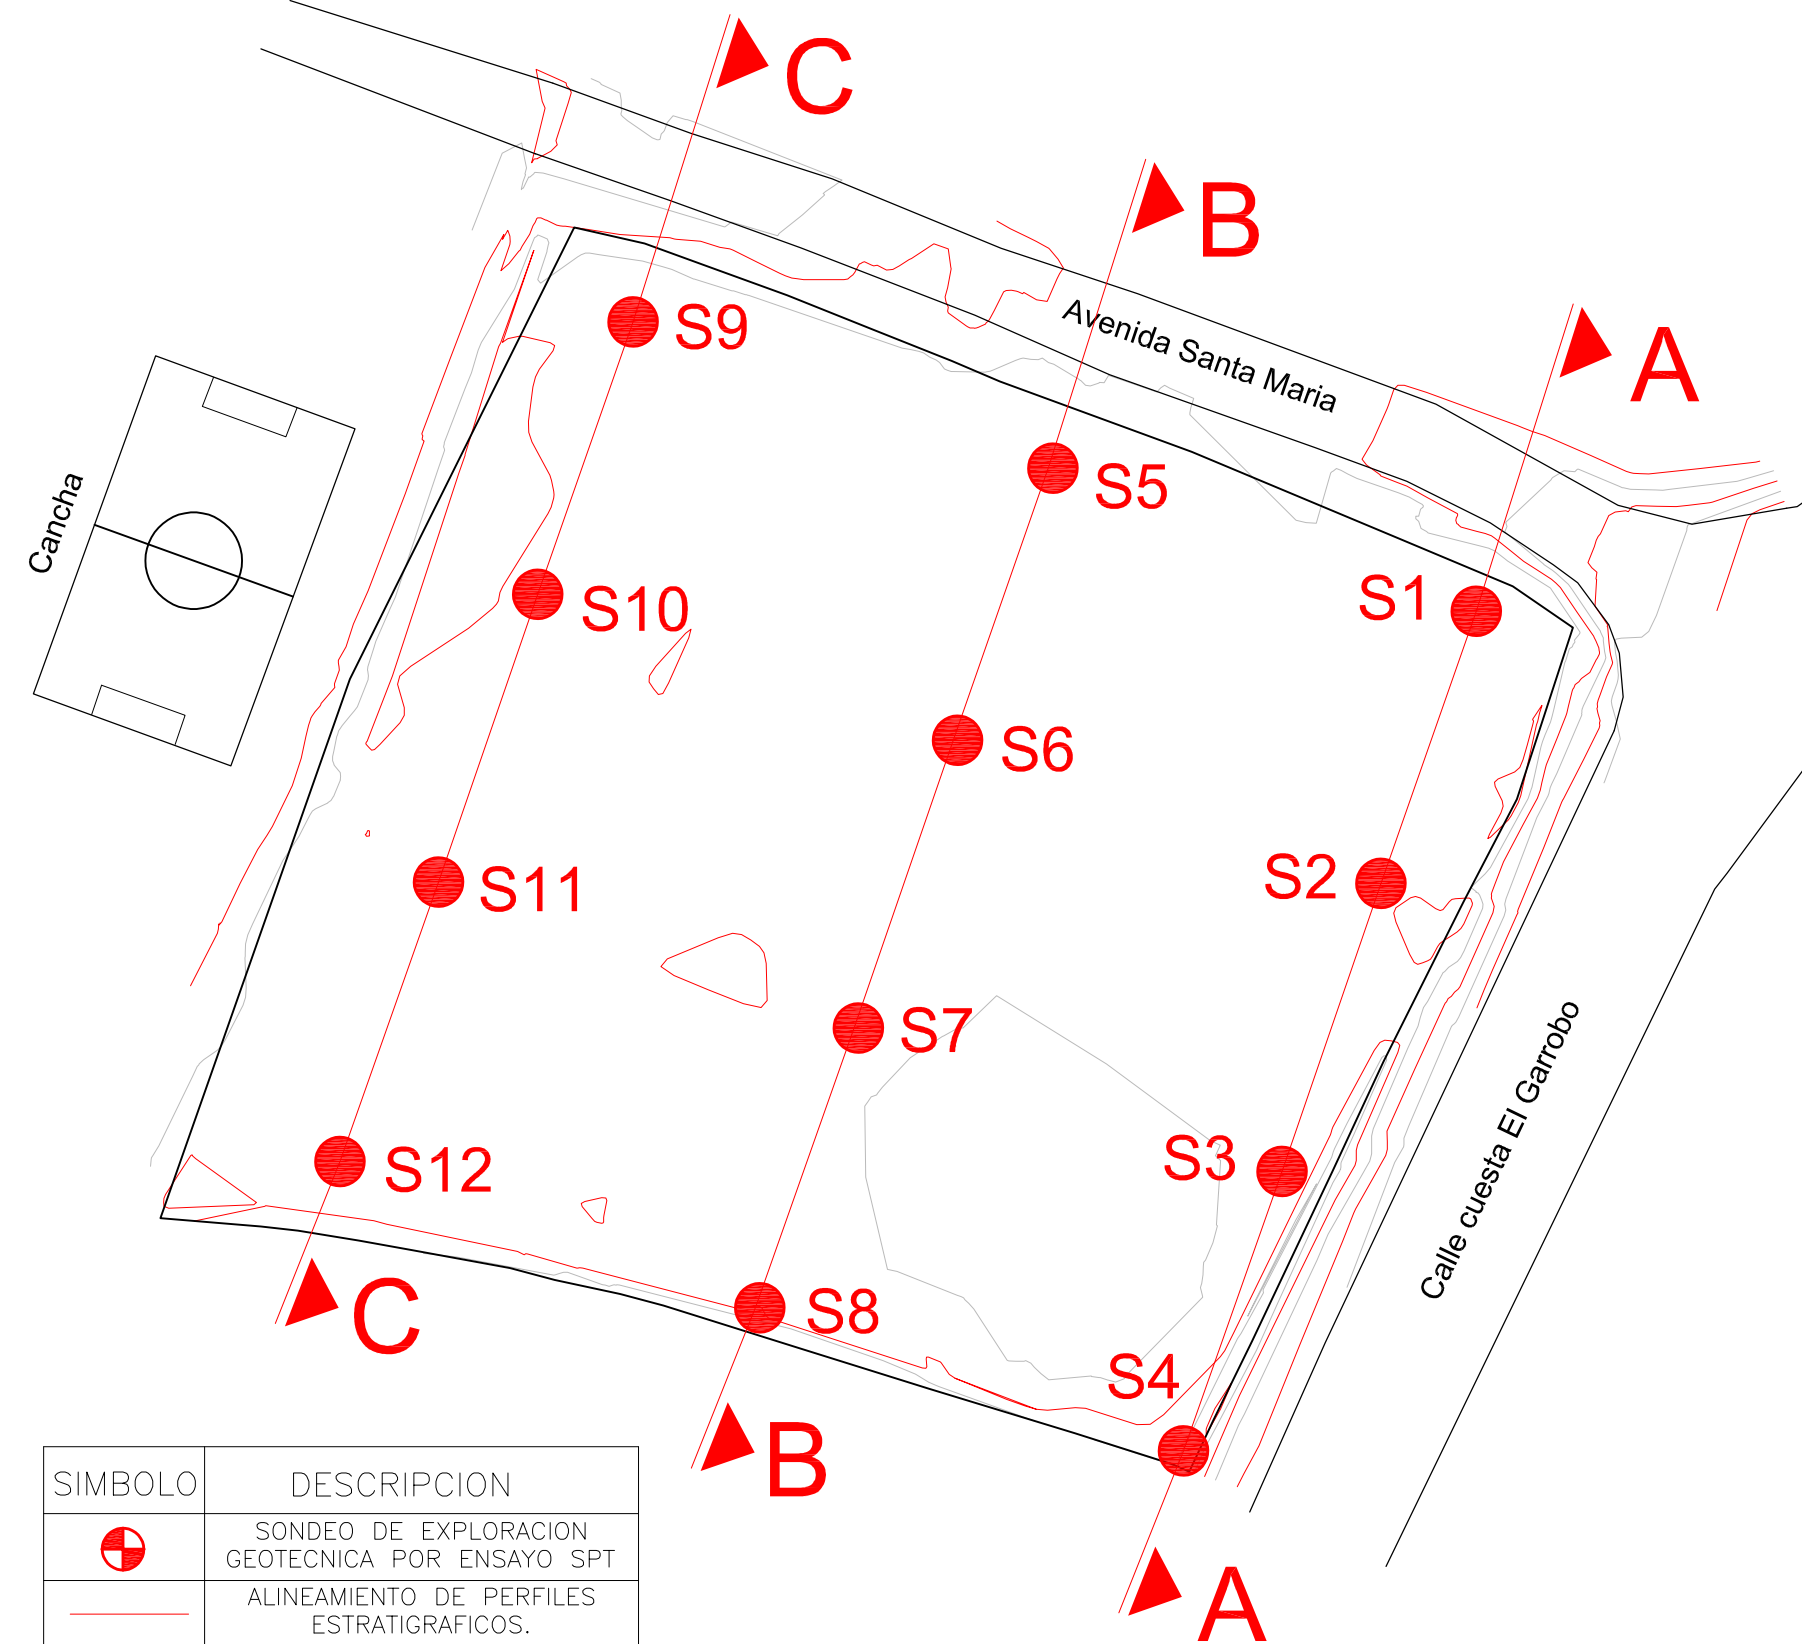 C
B
Avenida Santa Maria
A
S9
S5
Cancha
S1
S10
S6
S2
S11
S7
Calle cuesta El Garrobo
S3
S12
C
S8
S4
B
A
SIMBOLO
DESCRIPCION
SONDEO DE EXPLORACION
GEOTECNICA POR ENSAYO SPT
ALINEAMIENTO DE PERFILES
ESTRATIGRAFICOS.